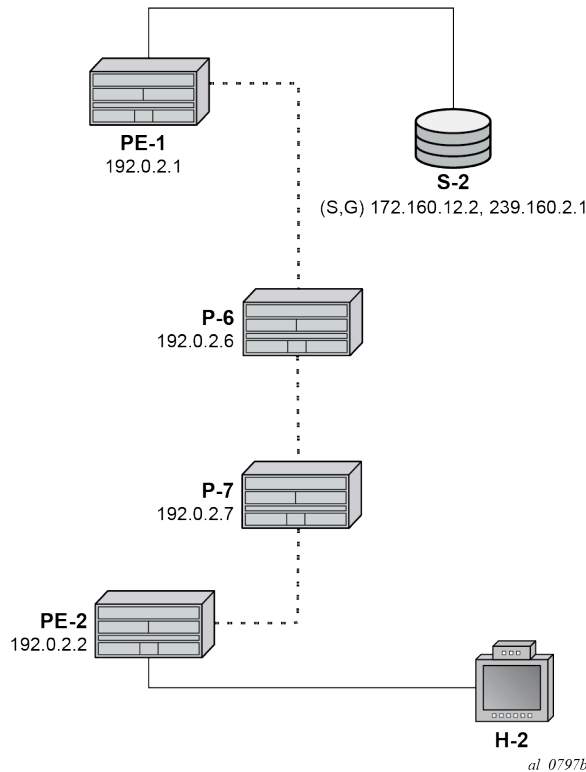 PE-1
192.0.2.1
S-2
(S,G) 172.160.12.2, 239.160.2.1
P-6
192.0.2.6
P-7
192.0.2.7
PE-2
192.0.2.2
H-2
al_0797b